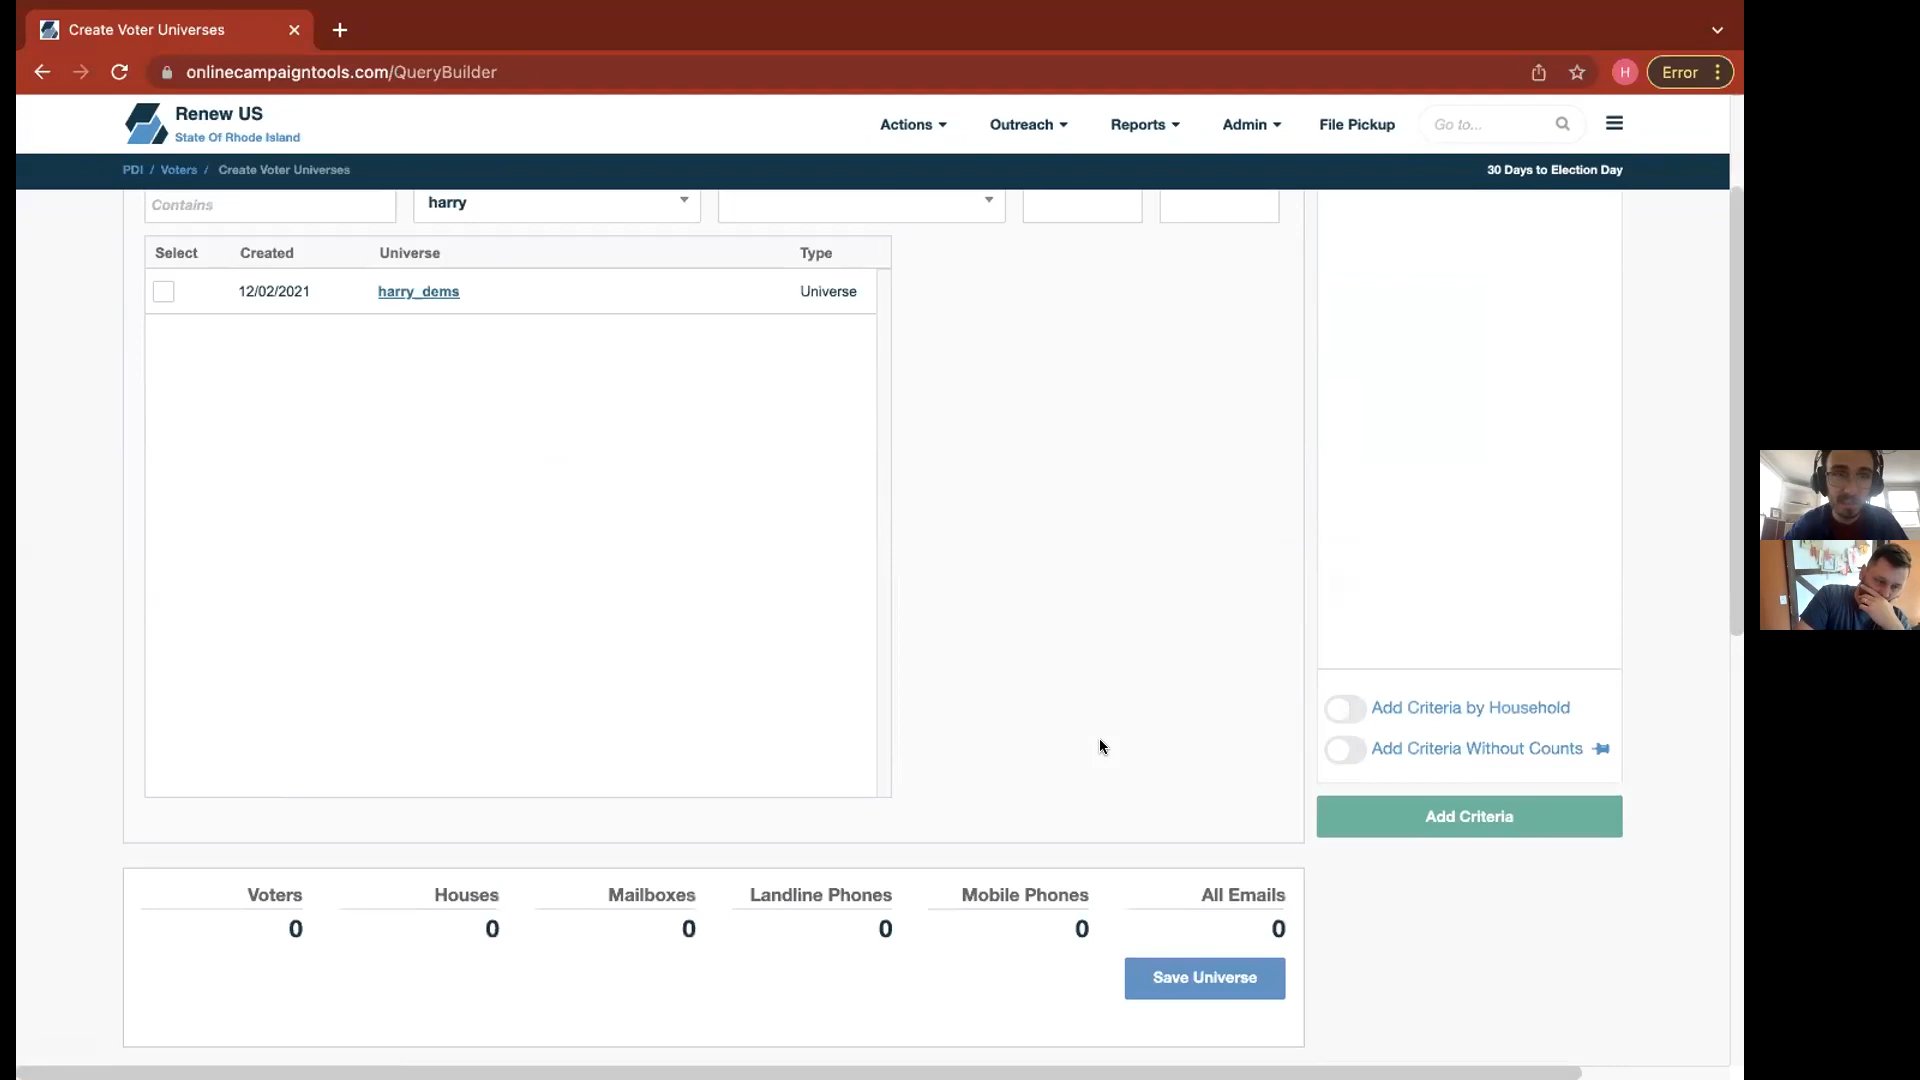 Create Voter Universes
onlinecampaigntools.com/QueryBuilder
H
Error
Renew US
State Of Rhode Island
Actions
Outreach
Reports
Admin
File Pickup
Go to...
PDI / Voters / Create Voter Universes
30 Days to Election Day
Contains
harry
Select Created Universe Type
12/02/2021 harry_dems Universe
Add Criteria by Household
Add Criteria Without Counts
Add Criteria
Voters Houses Mailboxes Landline Phones Mobile Phones All Emails
0 0 0 0 0 0
Save Universe